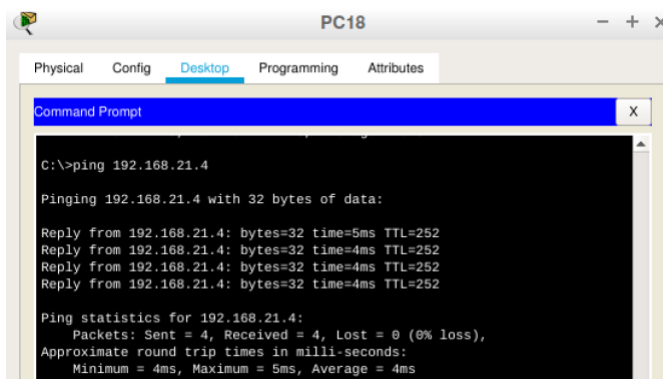 PC18
Physical Config Desktop Programming Attributes
Command Prompt X
C:\>ping 192.168.21.4
Pinging 192.168.21.4 with 32 bytes of data:
Reply from 192.168.21.4: bytes=32 time=5ms TTL=252
Reply from 192.168.21.4: bytes=32 time=4ms TTL=252
Reply from 192.168.21.4: bytes=32 time=4ms TTL=252
Reply from 192.168.21.4: bytes=32 time=4ms TTL=252
Ping statistics for 192.168.21.4:
Packets: Sent = 4, Received = 4, Lost = 0 (0% loss),
Approximate round trip times in milli-seconds:
Minimum = 4ms, Maximum = 5ms, Average = 4ms